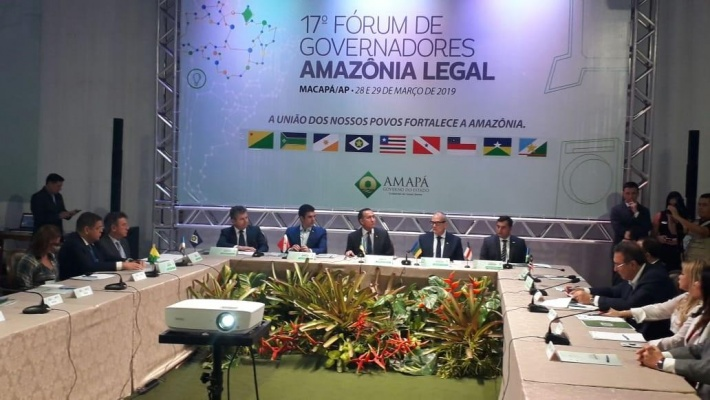 17º FÓRUM DE
GOVERNADORES
AMAZÔNIA LEGAL
MACAPÁ/AP • 28 E 29 DE MARÇO DE 2019
A UNIÃO DOS NOSSOS POVOS FORTALECE A AMAZÔNIA.
AMAPÁ
GOVERNO DO ESTADO